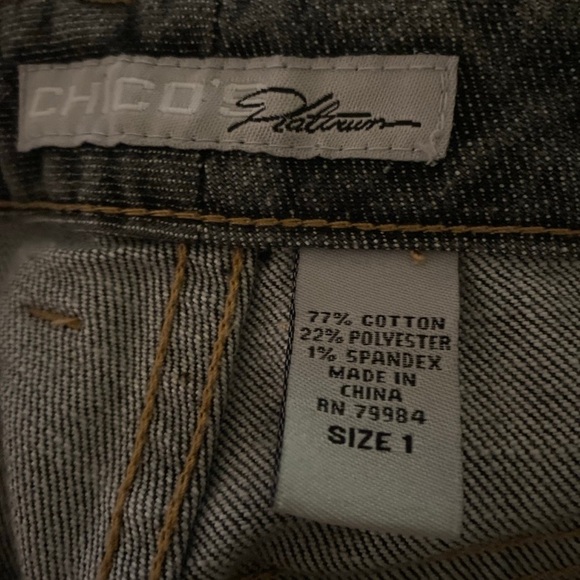 CHICO'S Platinum
77% COTTON
22% POLYESTER
1% SPANDEX
MADE IN
CHINA
RN 79984
SIZE 1